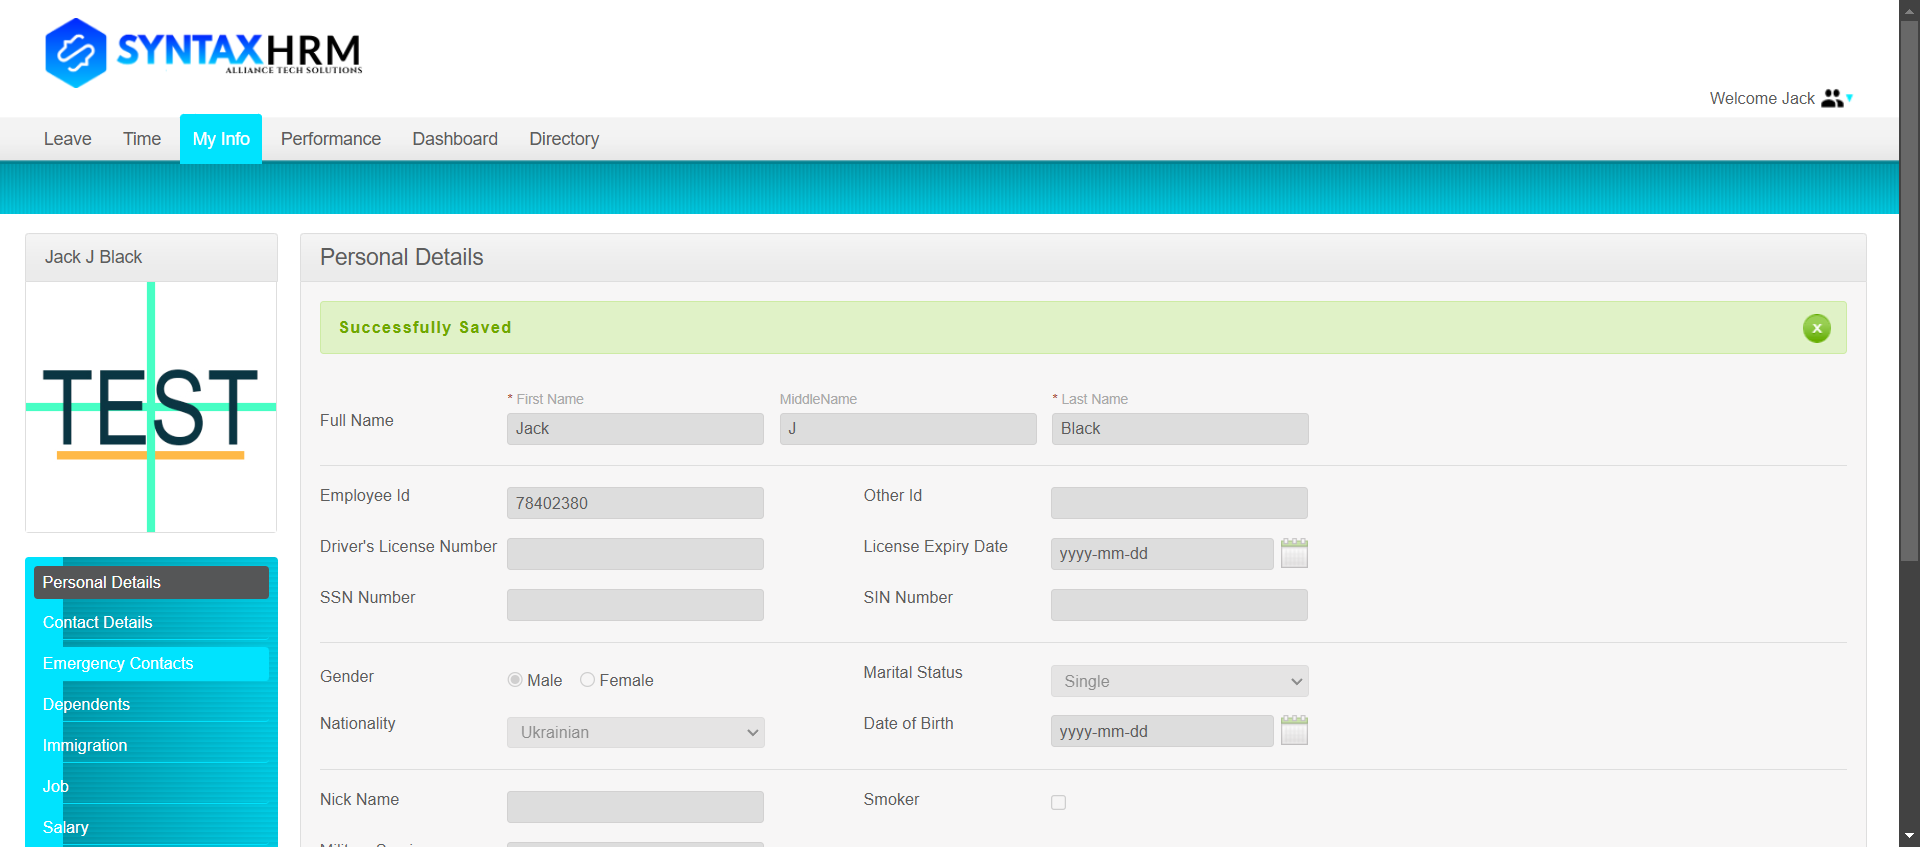 SYNTAXHRM
ALLIANCE TECH SOLUTIONS
Welcome Jack
Leave Time My Info Performance Dashboard Directory
Jack J Black
TEST
Personal Details
Contact Details
Emergency Contacts
Dependents
Immigration
Job
Salary
Personal Details
Successfully Saved
x
* First Name MiddleName * Last Name
Full Name Jack J Black
Employee Id 78402380 Other Id
Driver's License Number License Expiry Date yyyy-mm-dd
SSN Number SIN Number
Gender Male Female Marital Status Single
Nationality Ukrainian Date of Birth yyyy-mm-dd
Nick Name Smoker